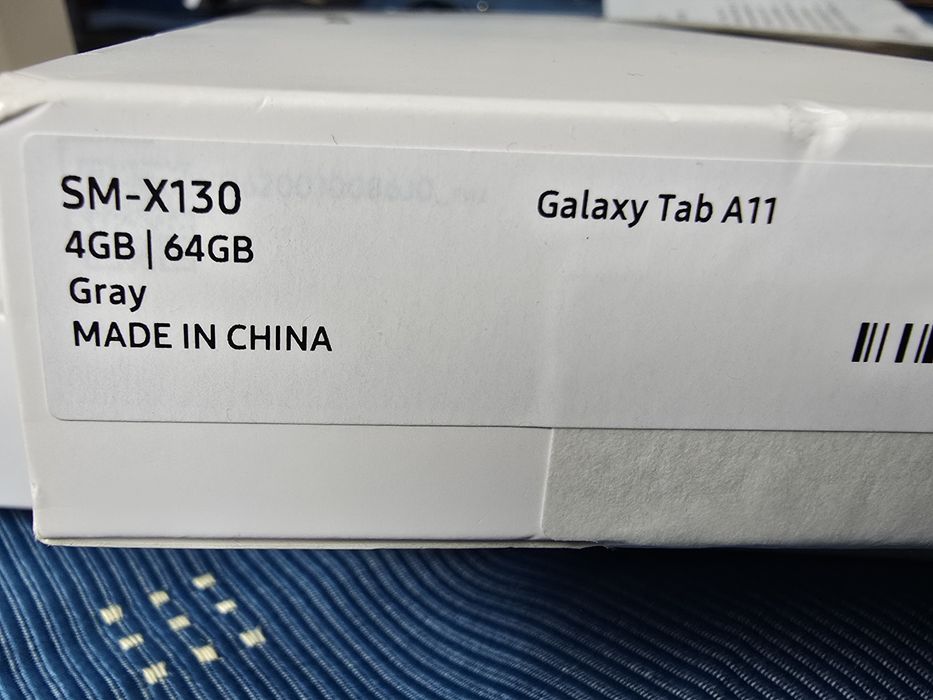 SM-X130
Galaxy Tab A11
4GB | 64GB
Gray
MADE IN CHINA